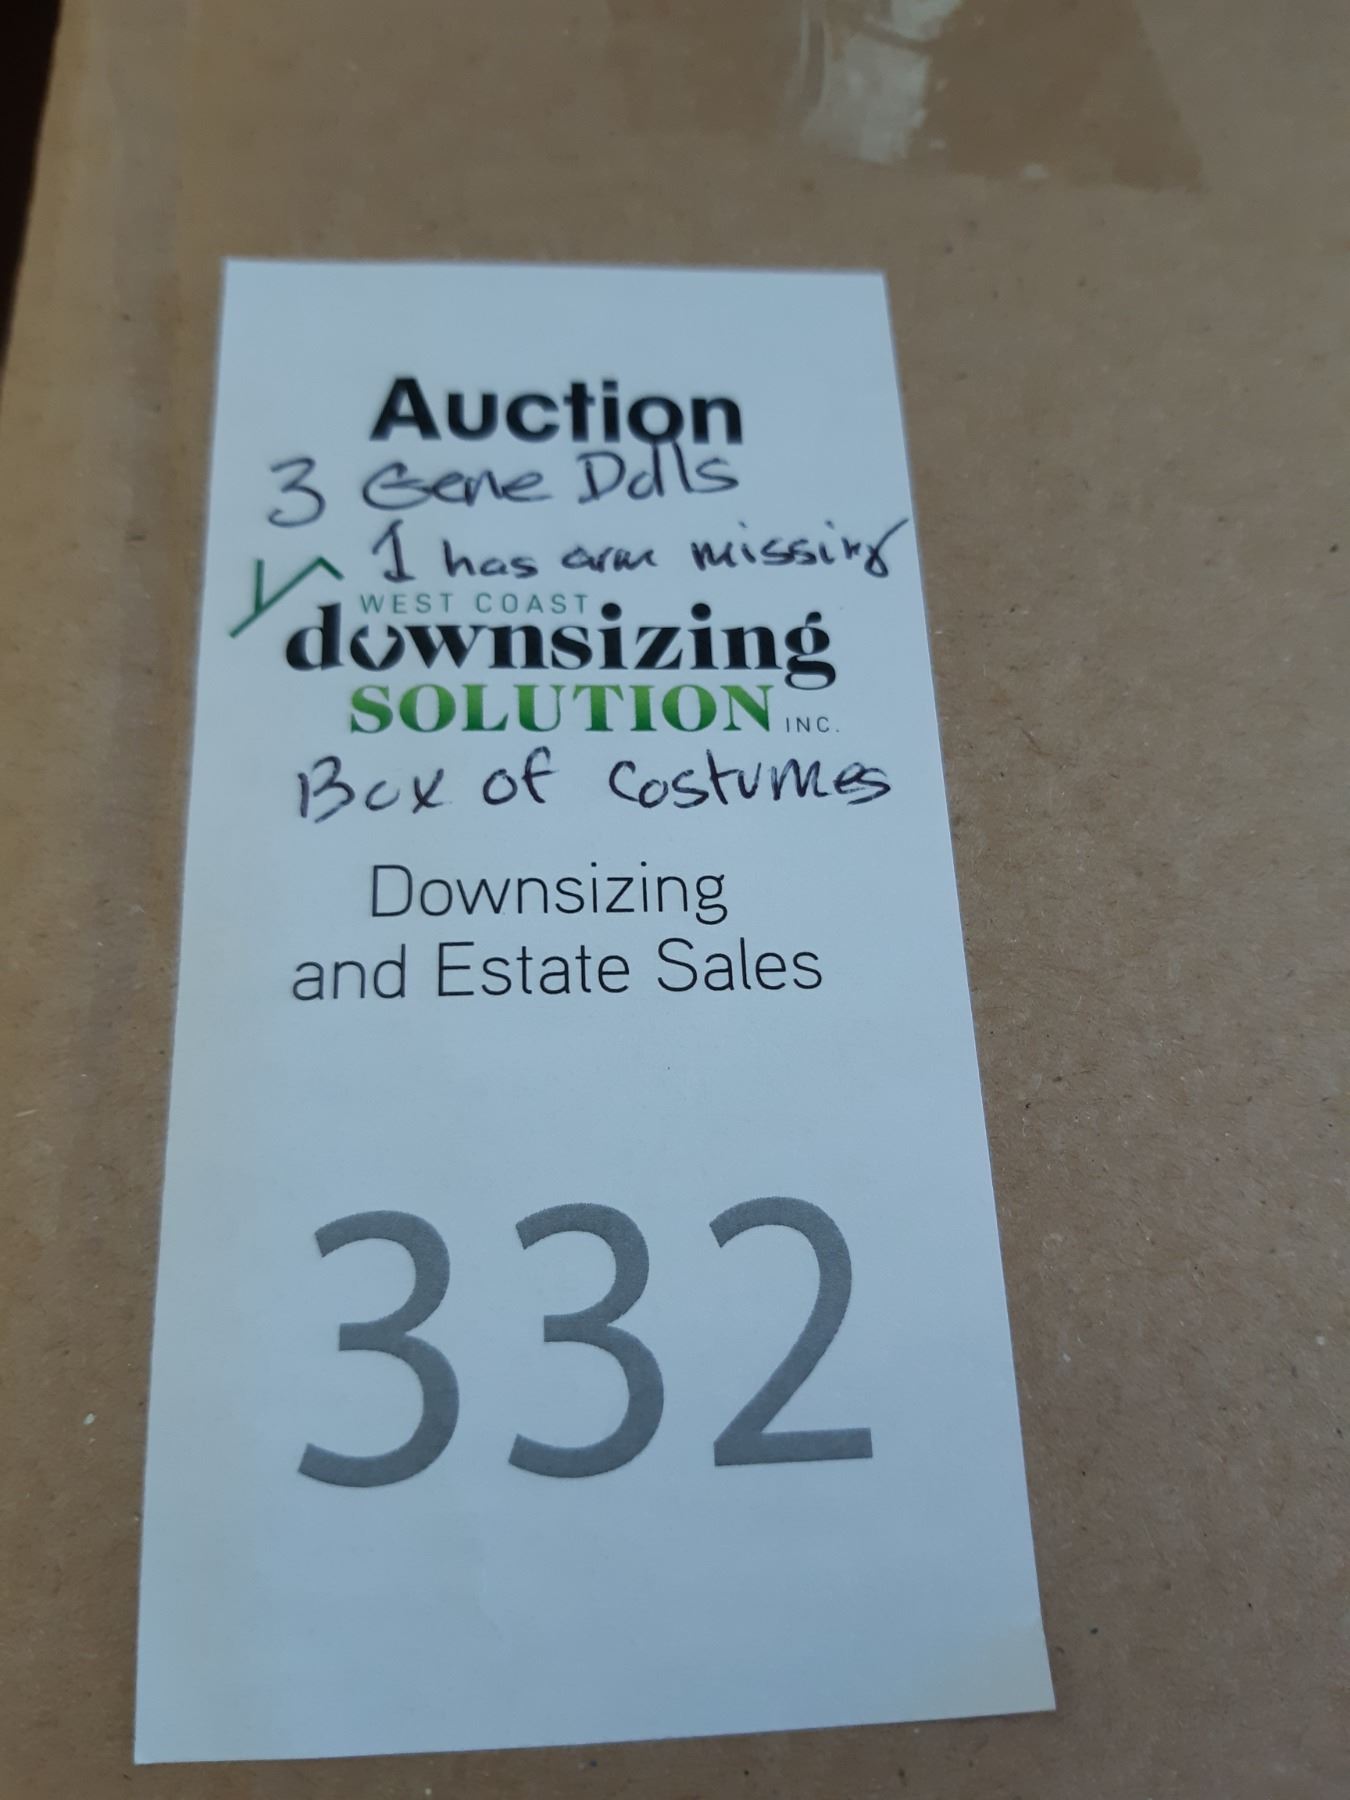 Auction
3 Gene Dolls
1 has arm missing
WEST COAST
downsizing
SOLUTION INC.
Box of Costumes
Downsizing
and Estate Sales
332